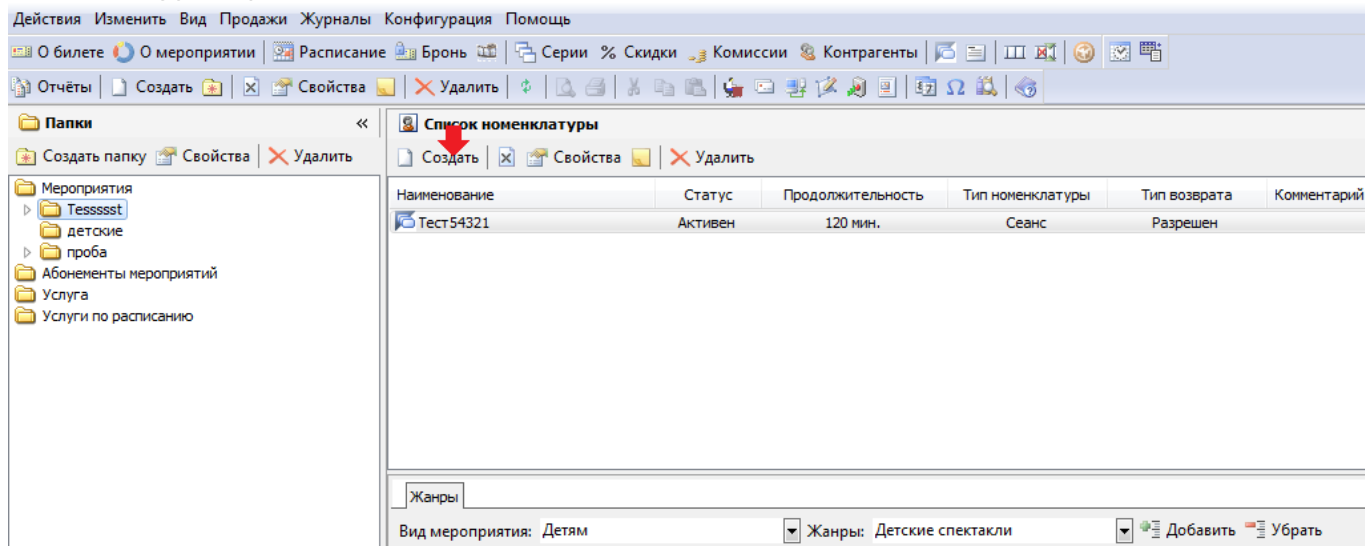 Действия Изменить Вид Продажи Журналы Конфигурация Помощь
О билете О мероприятии Расписание Бронь Серии % Скидки Комиссии Контрагенты
Отчёты Создать Свойства Удалить Ω
Папки «
Создать папку Свойства Удалить
Мероприятия
Tessssst
детские
проба
Абонементы мероприятий
Услуга
Услуги по расписанию
Список номенклатуры
Создать Свойства Удалить
Наименование Статус Продолжительность Тип номенклатуры Тип возврата Комментарий
Тест54321 Активен 120 мин. Сеанс Разрешен
Жанры
Вид мероприятия: Детям Жанры: Детские спектакли Добавить Убрать